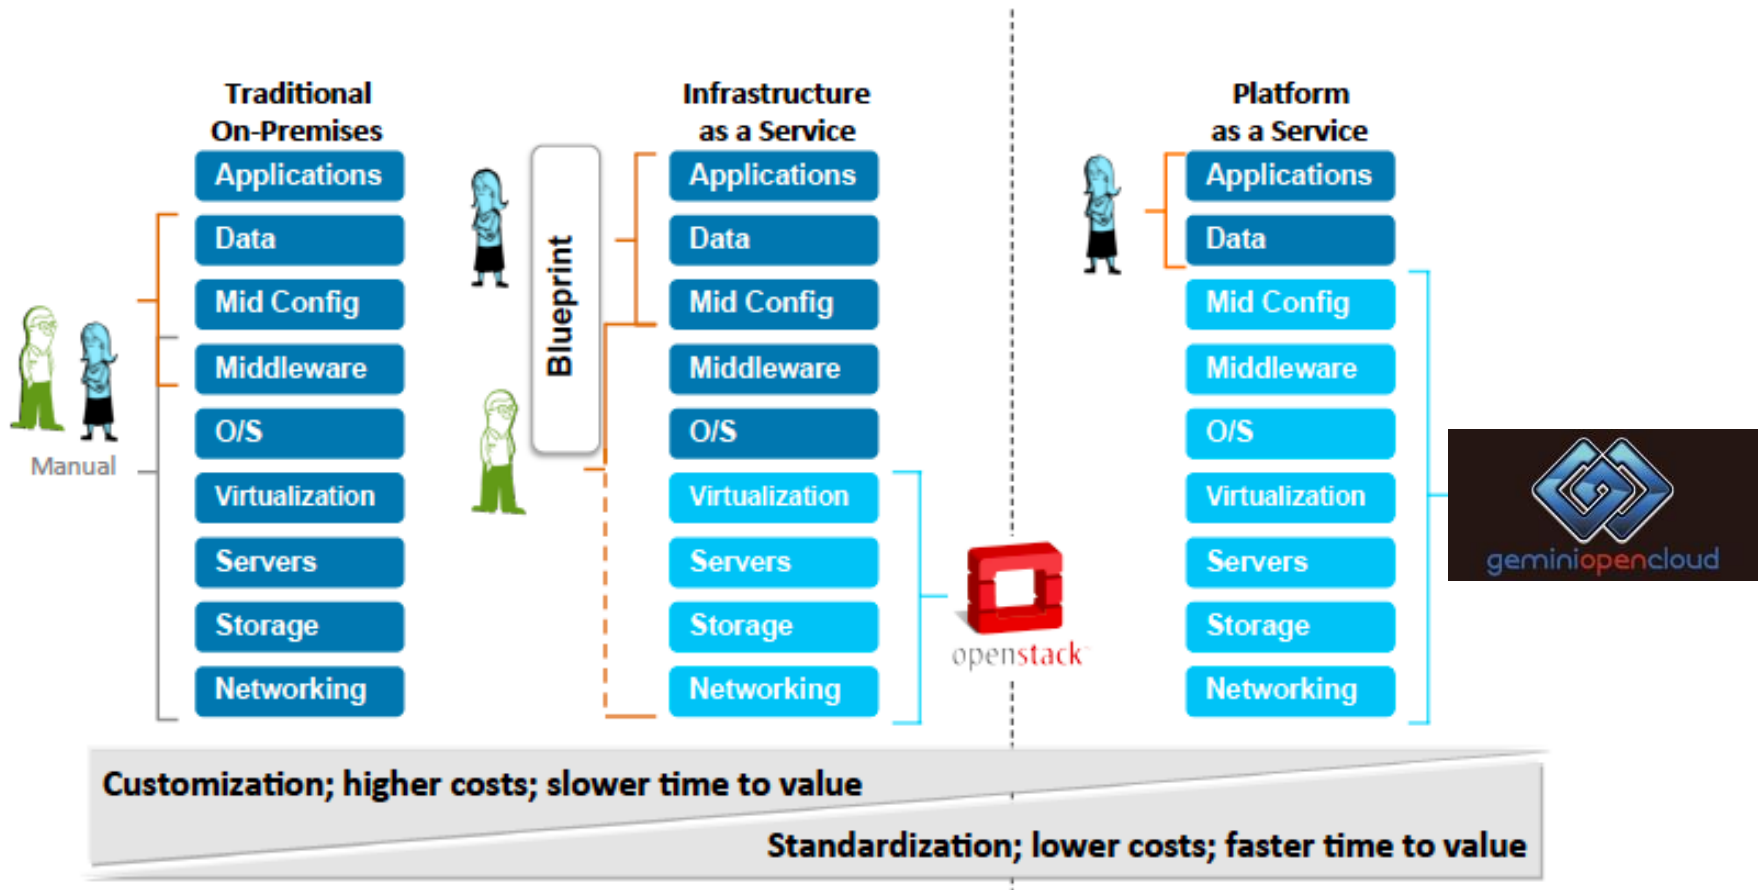 Traditional
On-Premises
Applications
Data
Mid Config
Middleware
O/S
Virtualization
Servers
Storage
Networking
Manual
Blueprint
Infrastructure
as a Service
Applications
Data
Mid Config
Middleware
O/S
Virtualization
Servers
Storage
Networking
openstack
Platform
as a Service
Applications
Data
Mid Config
Middleware
O/S
Virtualization
Servers
Storage
Networking
geminiopencloud
Customization; higher costs; slower time to value
Standardization; lower costs; faster time to value